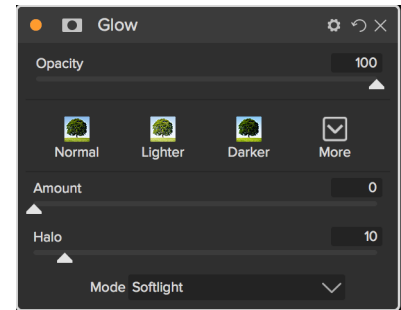 Glow
Opacity 100
Normal Lighter Darker More
Amount 0
Halo 10
Mode Softlight